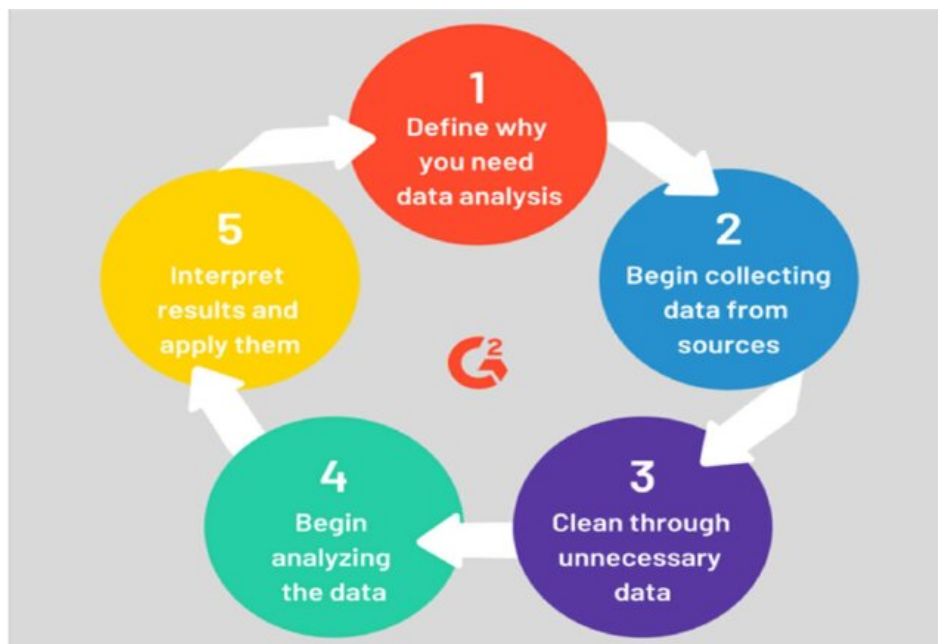 1
Define why
you need
data analysis
2
Begin collecting
data from
sources
3
Clean through
unnecessary
data
4
Begin
analyzing
the data
5
Interpret
results and
apply them
G2